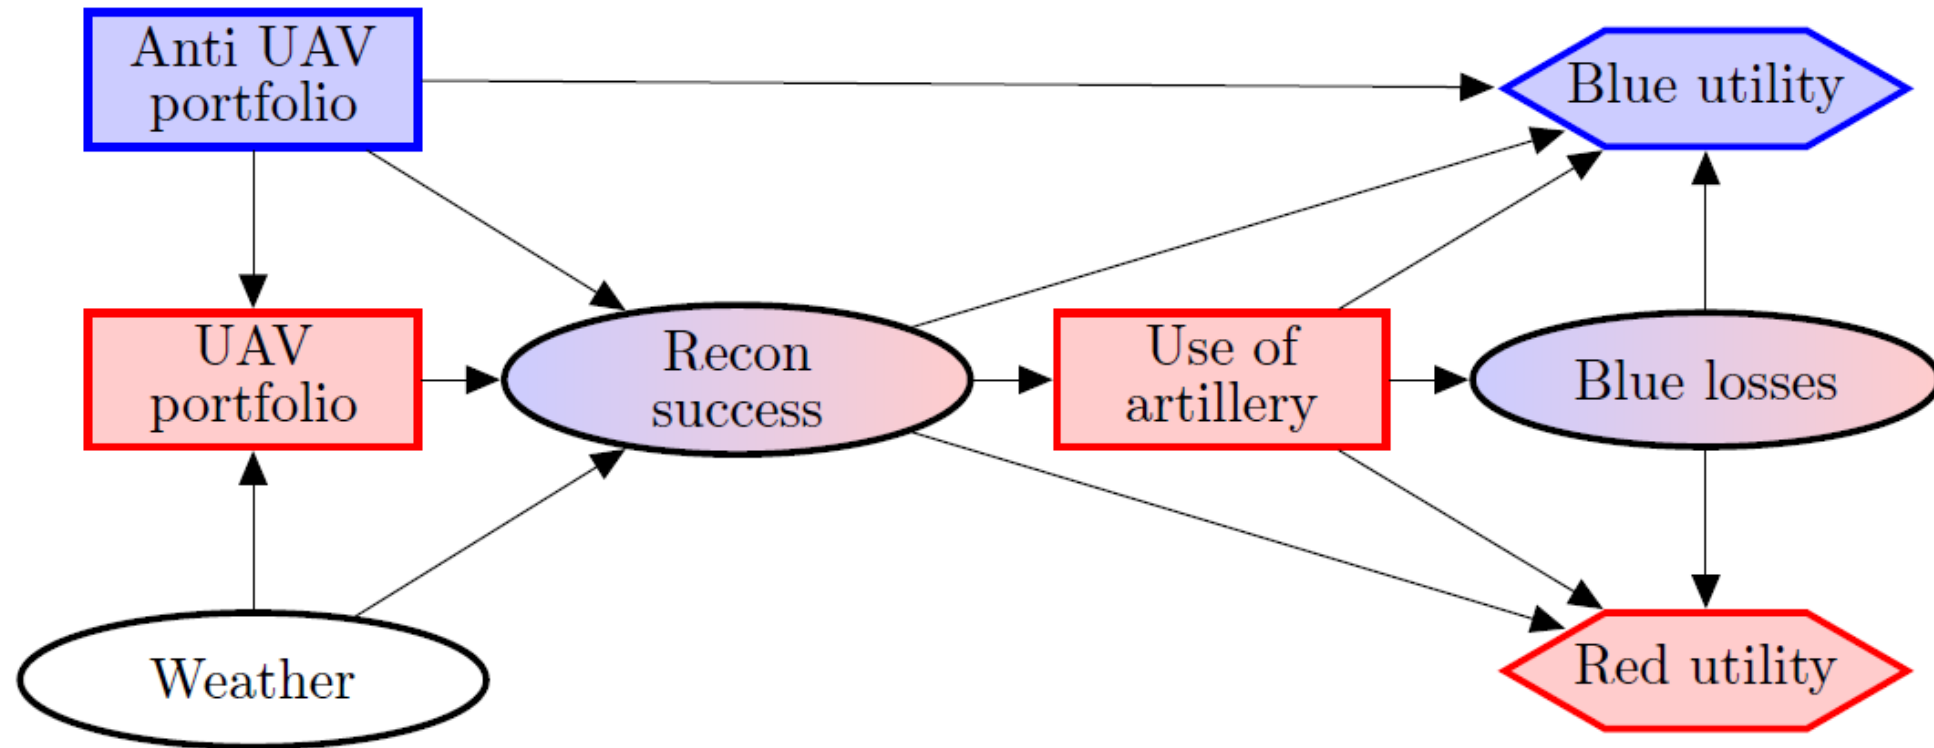 Anti UAV
portfolio
Blue utility
UAV
portfolio
Recon
success
Use of
artillery
Blue losses
Weather
Red utility